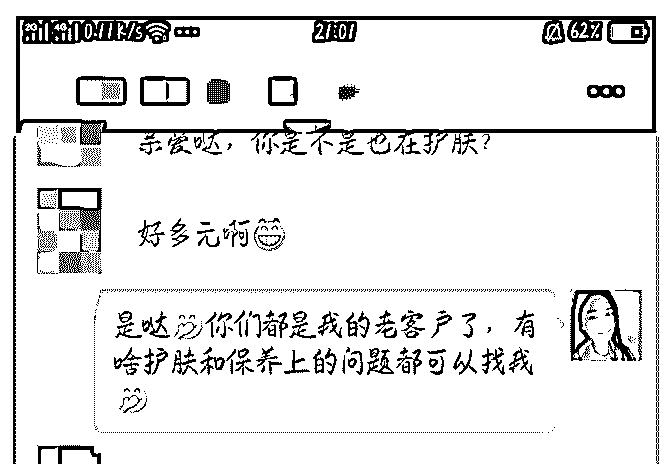 0.11K/s 21:01 62%
亲爱哒，你是不是也在护肤？
好多元啊😄
是哒🤭你们都是我的老客户了，有
啥护肤和保养上的问题都可以找我
🤭